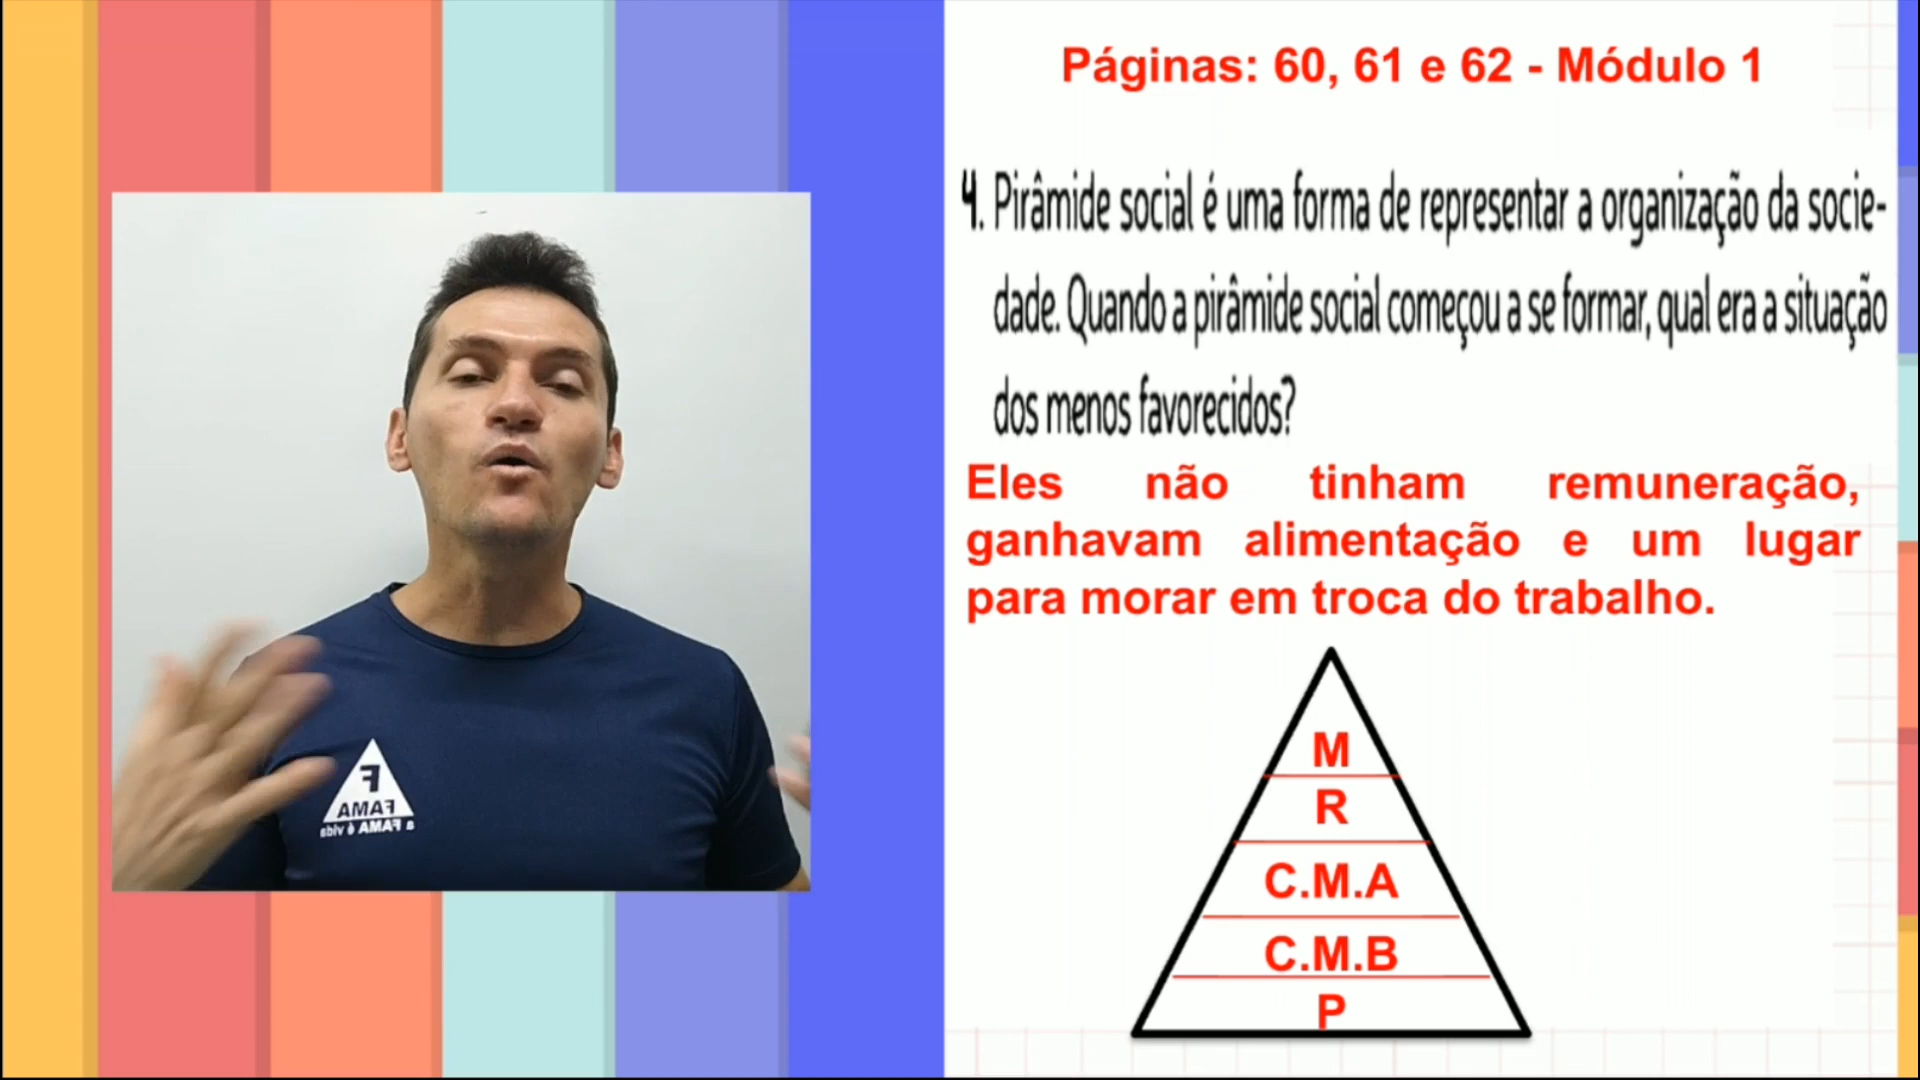 Páginas: 60, 61 e 62 - Módulo 1
4. Pirâmide social é uma forma de representar a organização da socie-
dade. Quando a pirâmide social começou a se formar, qual era a situação
dos menos favorecidos?
Eles não tinham remuneração,
ganhavam alimentação e um lugar
para morar em troca do trabalho.
M
R
C.M.A
C.M.B
P
F
FAMA
a FAMA é vida